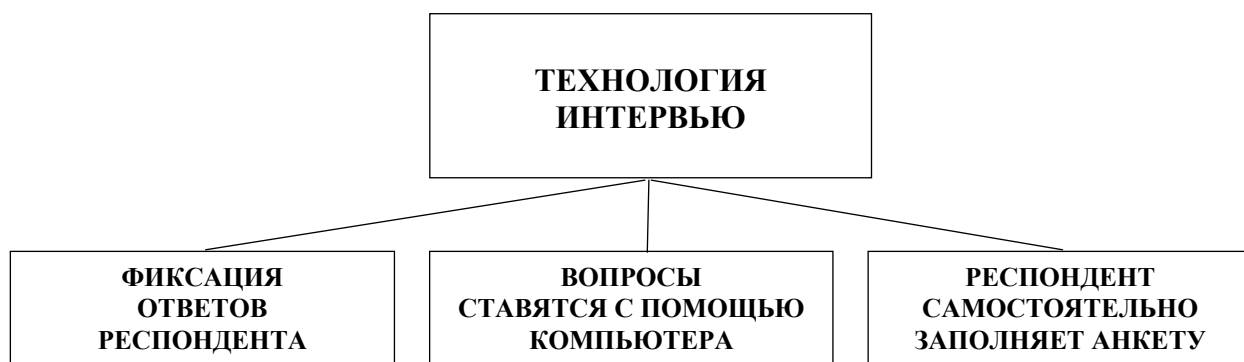 ТЕХНОЛОГИЯ
ИНТЕРВЬЮ
ФИКСАЦИЯ
ОТВЕТОВ
РЕСПОНДЕНТА
ВОПРОСЫ
СТАВЯТСЯ С ПОМОЩЬЮ
КОМПЬЮТЕРА
РЕСПОНДЕНТ
САМОСТОЯТЕЛЬНО
ЗАПОЛНЯЕТ АНКЕТУ